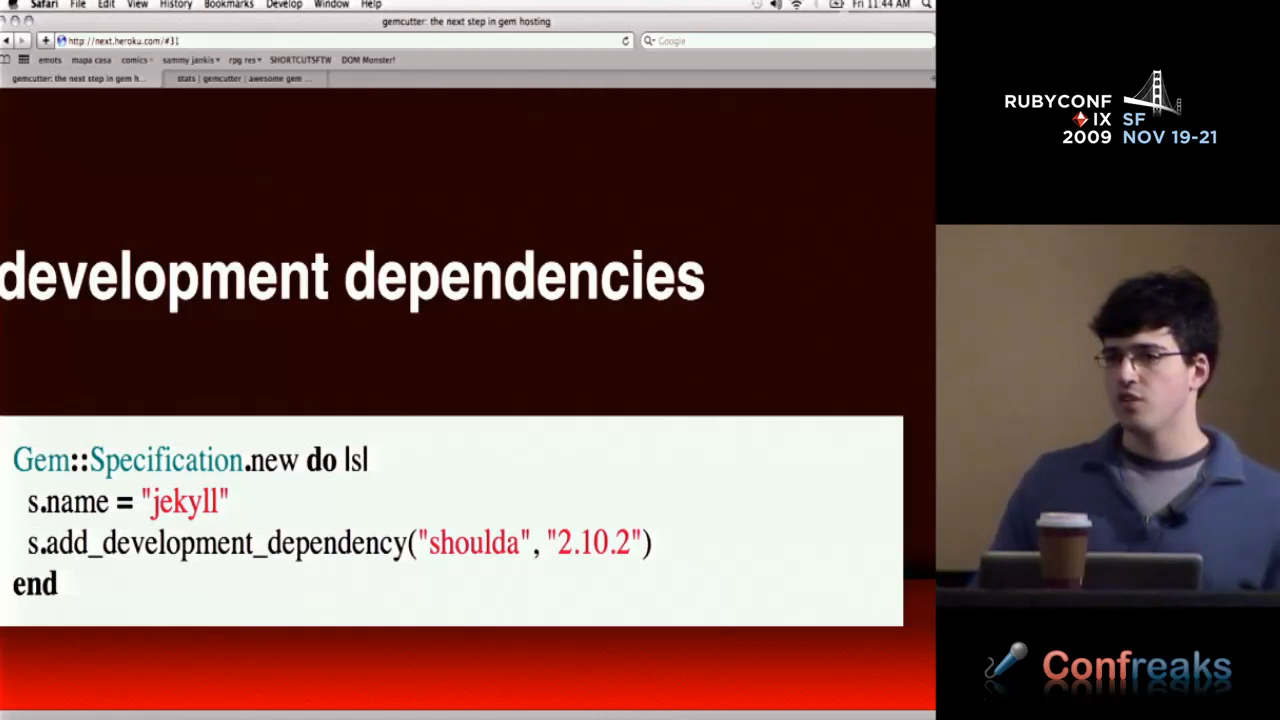 Safari File Edit View History Bookmarks Develop Window Help Fri 11:44 AM
gemcutter: the next step in gem hosting
http://next.heroku.com/#31
Google
emots mapa casa comics sammy jankis rpg res SHORTCUTSFTW DOM Monster!
gemcutter: the next step in gem h... stats | gemcutter | awesome gem ...
development dependencies
Gem::Specification.new do |s|
s.name = "jekyll"
s.add_development_dependency("shoulda", "2.10.2")
end
RUBYCONF
IX SF
2009 NOV 19-21
Confreaks